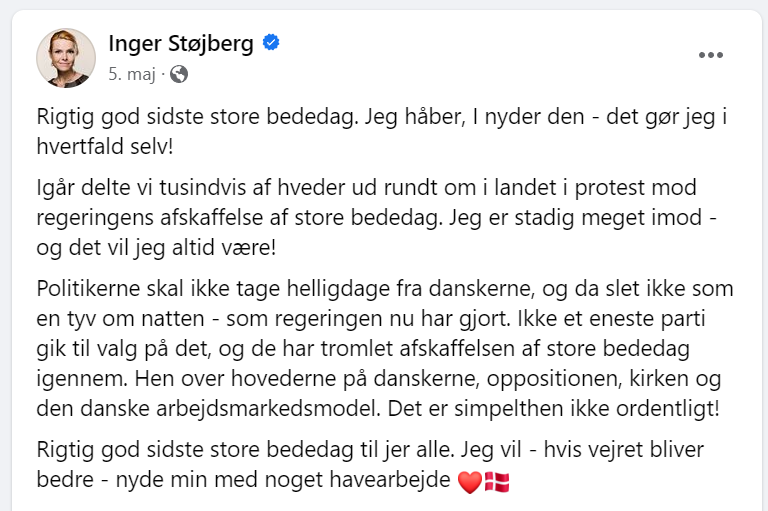 Inger Støjberg
5. maj ·
Rigtig god sidste store bededag. Jeg håber, I nyder den - det gør jeg i
hvertfald selv!
Igår delte vi tusindvis af hveder ud rundt om i landet i protest mod
regeringens afskaffelse af store bededag. Jeg er stadig meget imod -
og det vil jeg altid være!
Politikerne skal ikke tage helligdage fra danskerne, og da slet ikke som
en tyv om natten - som regeringen nu har gjort. Ikke et eneste parti
gik til valg på det, og de har tromlet afskaffelsen af store bededag
igennem. Hen over hovederne på danskerne, oppositionen, kirken og
den danske arbejdsmarkedsmodel. Det er simpelthen ikke ordentligt!
Rigtig god sidste store bededag til jer alle. Jeg vil - hvis vejret bliver
bedre - nyde min med noget havearbejde ❤️🇩🇰